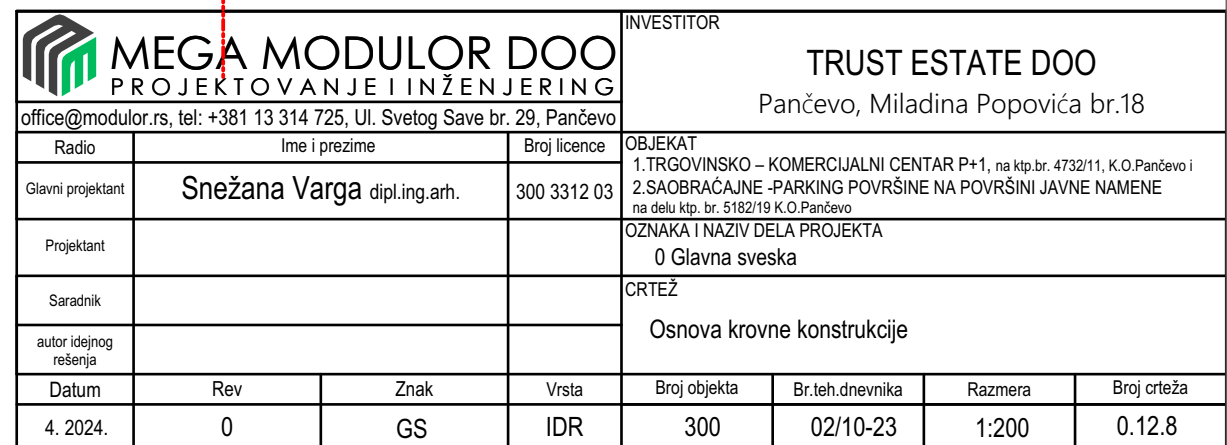 MEGA MODULOR DOO
PROJEKTOVANJE I INŽENJERING
office@modulor.rs, tel: +381 13 314 725, Ul. Svetog Save br. 29, Pančevo
INVESTITOR
TRUST ESTATE DOO
Pančevo, Miladina Popovića br.18
Radio Ime i prezime Broj licence
Glavni projektant Snežana Varga dipl.ing.arh. 300 3312 03
Projektant
Saradnik
autor idejnog
rešenja
OBJEKAT
1.TRGOVINSKO – KOMERCIJALNI CENTAR P+1, na ktp.br. 4732/11, K.O.Pančevo i
2.SAOBRAĆAJNE -PARKING POVRŠINE NA POVRŠINI JAVNE NAMENE
na delu ktp. br. 5182/19 K.O.Pančevo
OZNAKA I NAZIV DELA PROJEKTA
0 Glavna sveska
CRTEŽ
Osnova krovne konstrukcije
Datum Rev Znak Vrsta Broj objekta Br.teh.dnevnika Razmera Broj crteža
4. 2024. 0 GS IDR 300 02/10-23 1:200 0.12.8